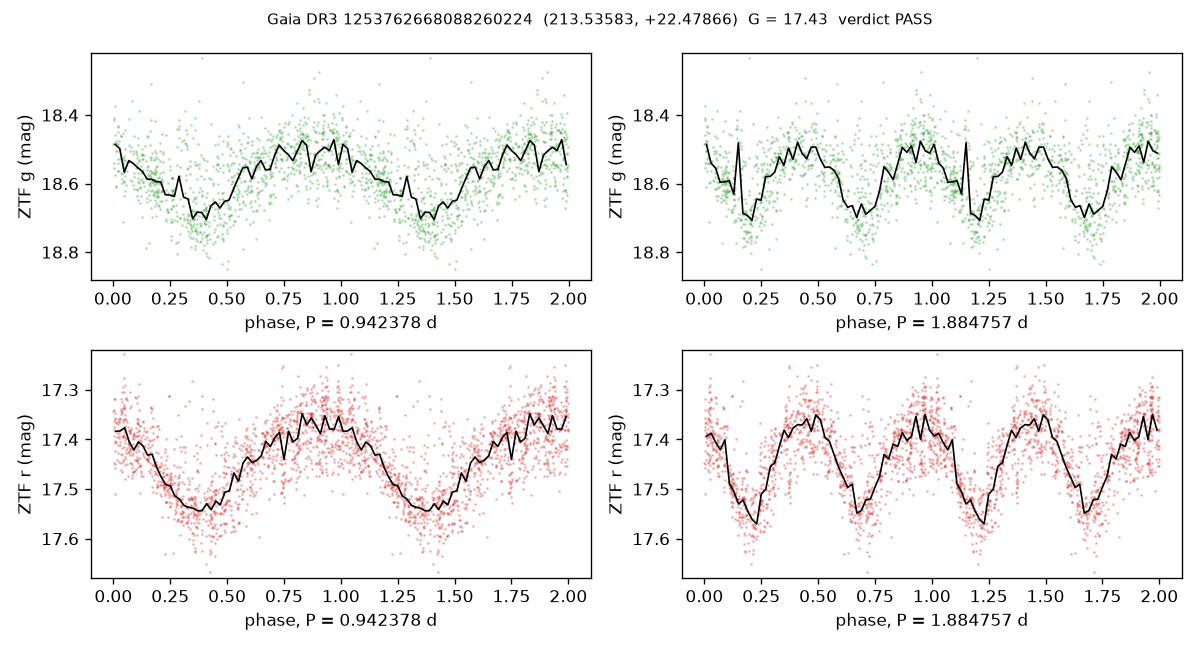 Gaia DR3 1253762668088260224 (213.53583, +22.47866) G = 17.43 verdict PASS
ZTF g (mag)
18.4
18.6
18.8
0.00 0.25 0.50 0.75 1.00 1.25 1.50 1.75 2.00
phase, P = 0.942378 d
ZTF g (mag)
18.4
18.6
18.8
0.00 0.25 0.50 0.75 1.00 1.25 1.50 1.75 2.00
phase, P = 1.884757 d
ZTF r (mag)
17.3
17.4
17.5
17.6
0.00 0.25 0.50 0.75 1.00 1.25 1.50 1.75 2.00
phase, P = 0.942378 d
ZTF r (mag)
17.3
17.4
17.5
17.6
0.00 0.25 0.50 0.75 1.00 1.25 1.50 1.75 2.00
phase, P = 1.884757 d